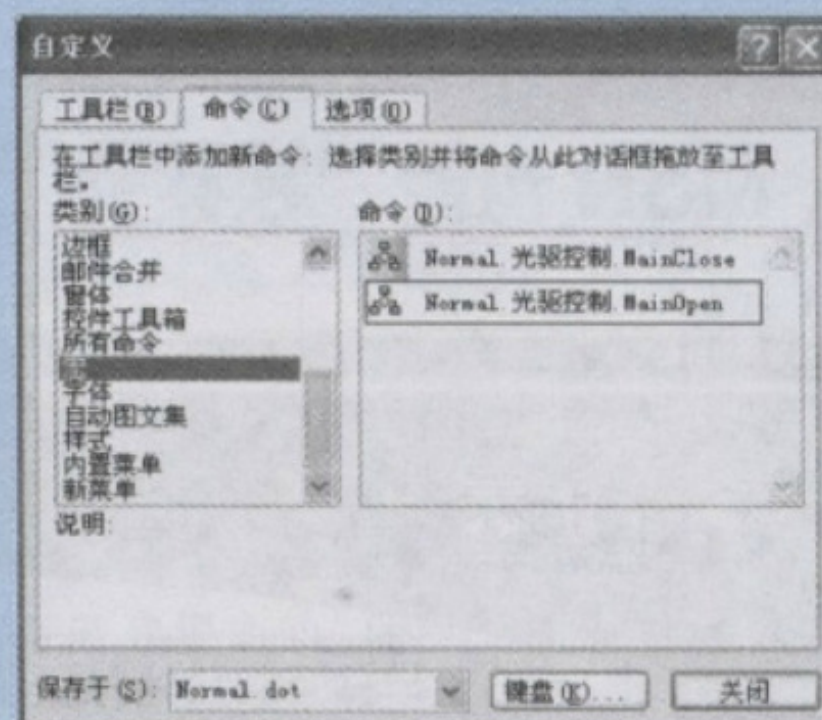 自定义
工具栏(B) 命令(C) 选项(O)
在工具栏中添加新命令：选择类别并将命令从此对话框拖放至工具
栏。
类别(G):
边框
邮件合并
窗体
控件工具箱
所有命令
宏
字体
自动图文集
样式
内置菜单
新菜单
命令(D):
Normal.光驱控制.MainClose
Normal.光驱控制.MainOpen
说明:
保存于(S): Normal.dot 键盘(K)... 关闭